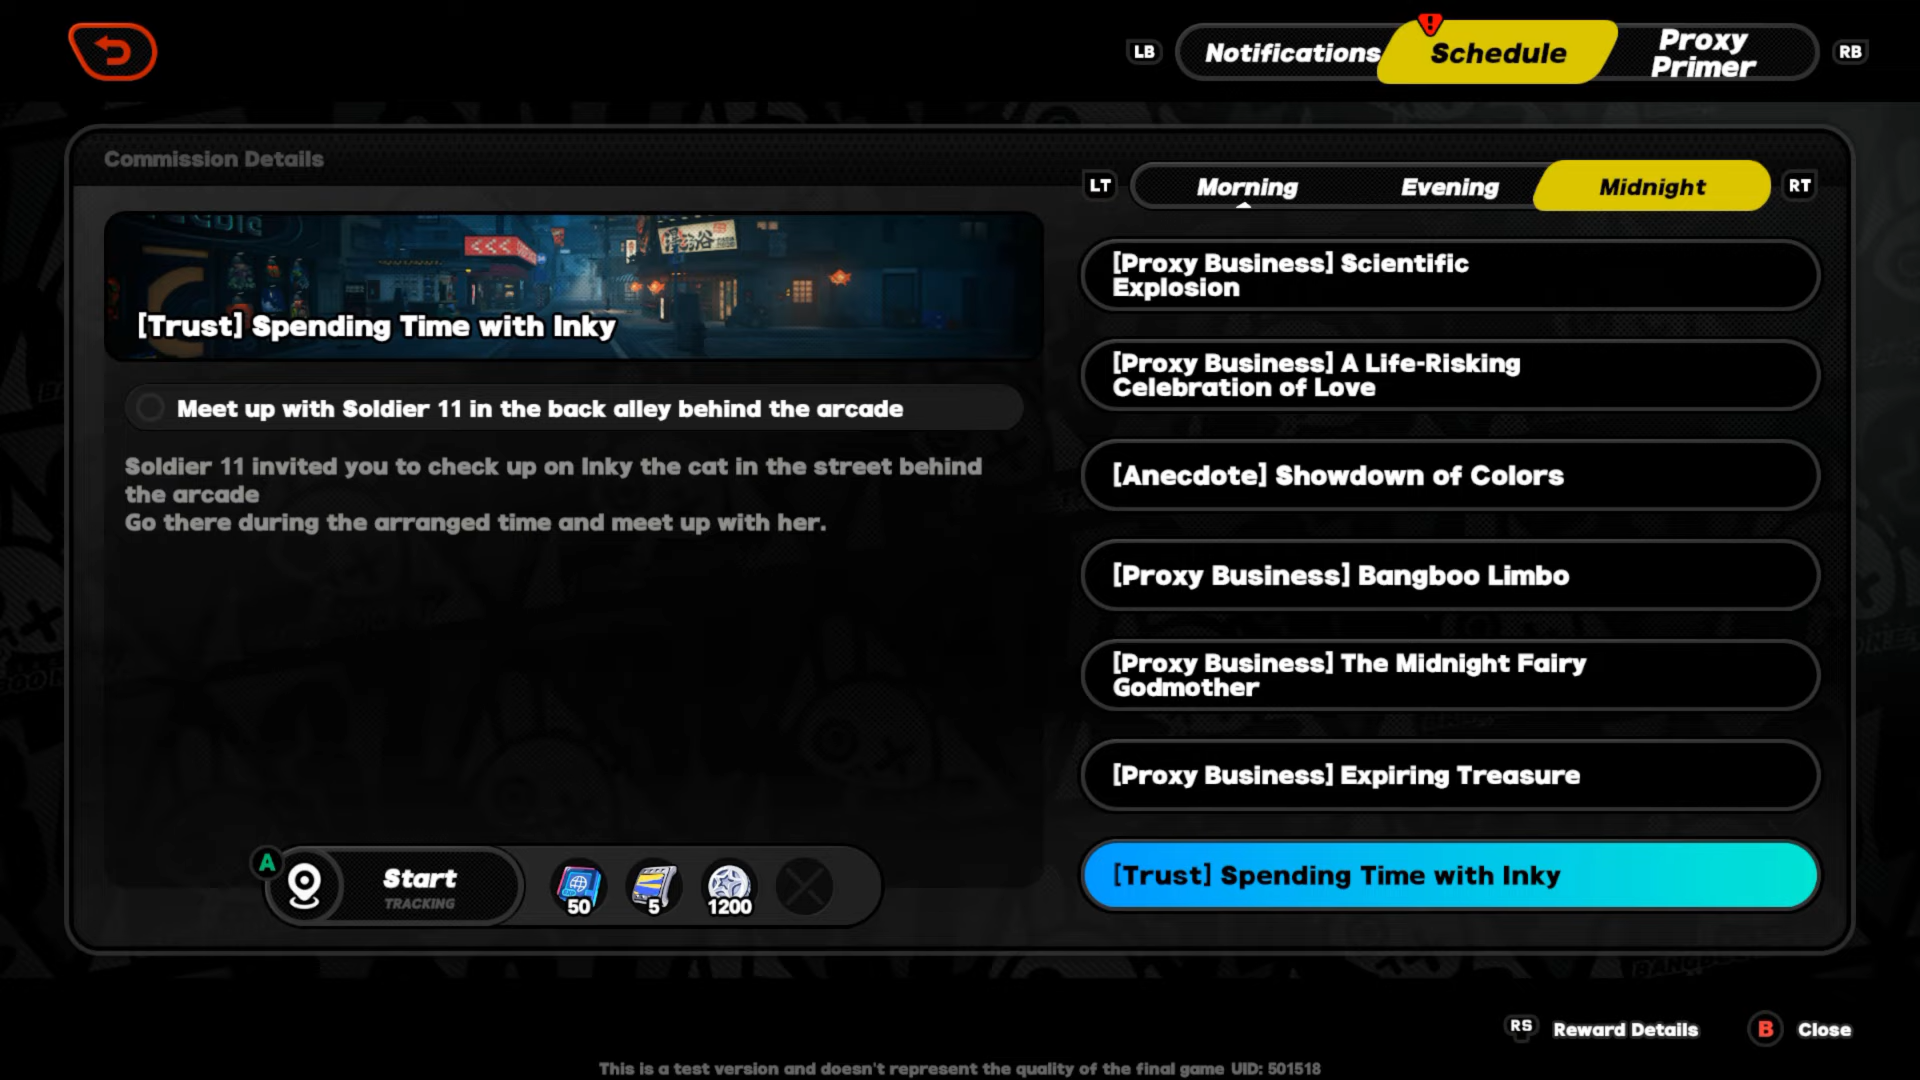 LB
Notifications
Schedule
Proxy
Primer
RB
Commission Details
LT
Morning
Evening
Midnight
RT
[Trust] Spending Time with Inky
Meet up with Soldier 11 in the back alley behind the arcade
Soldier 11 invited you to check up on Inky the cat in the street behind
the arcade
Go there during the arranged time and meet up with her.
[Proxy Business] Scientific
Explosion
[Proxy Business] A Life-Risking
Celebration of Love
[Anecdote] Showdown of Colors
[Proxy Business] Bangboo Limbo
[Proxy Business] The Midnight Fairy
Godmother
[Proxy Business] Expiring Treasure
[Trust] Spending Time with Inky
A
Start
TRACKING
50
5
1200
RS
Reward Details
B
Close
This is a test version and doesn't represent the quality of the final game UID: 501518